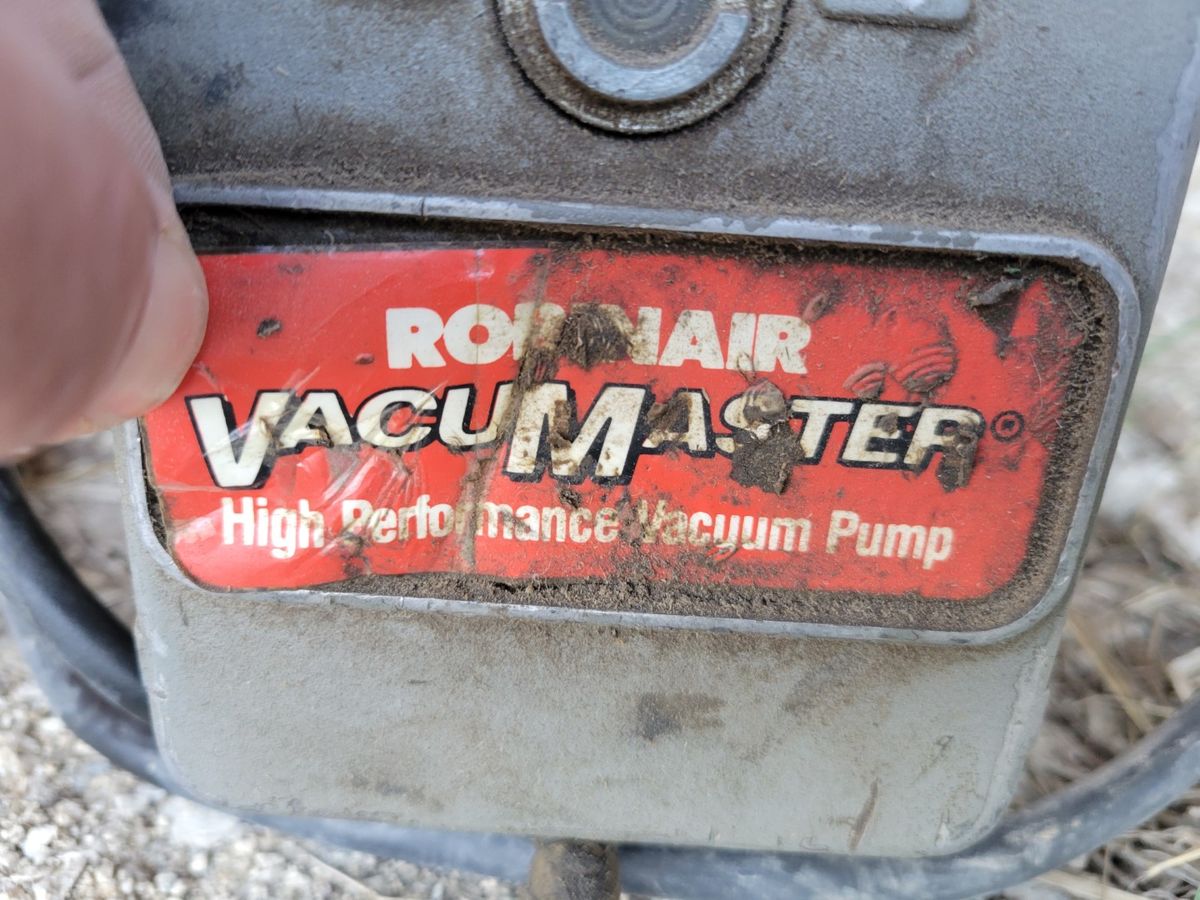 ROBINAIR
VACUMASTER®
High Performance Vacuum Pump